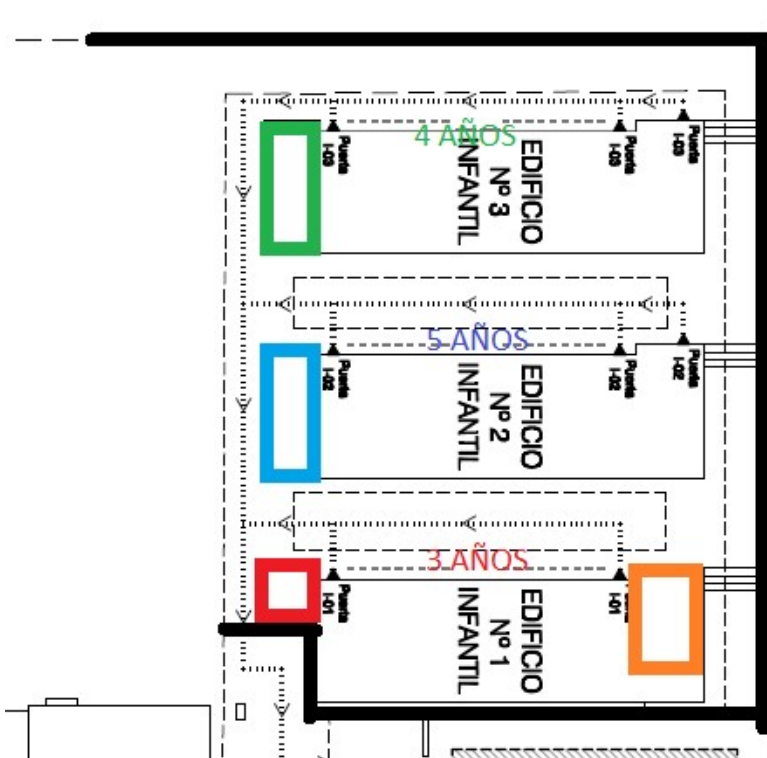 4 AÑOS
Puerta
I-03
EDIFICIO
Nº 3
INFANTIL
Puerta
I-03
Puerta
I-03
5 AÑOS
Puerta
I-02
EDIFICIO
Nº 2
INFANTIL
Puerta
I-02
Puerta
I-02
3 AÑOS
Puerta
I-01
EDIFICIO
Nº 1
INFANTIL
I-01